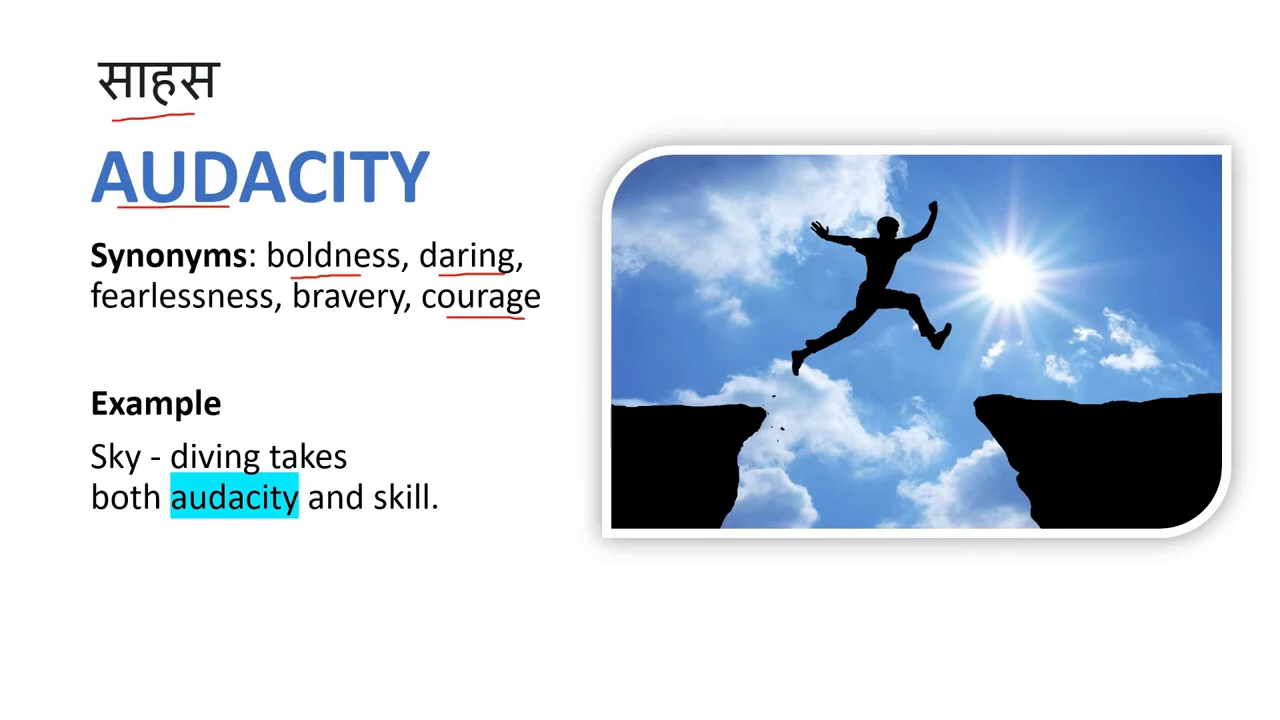 साहस
AUDACITY
Synonyms: boldness, daring,
fearlessness, bravery, courage
Example
Sky - diving takes
both audacity and skill.